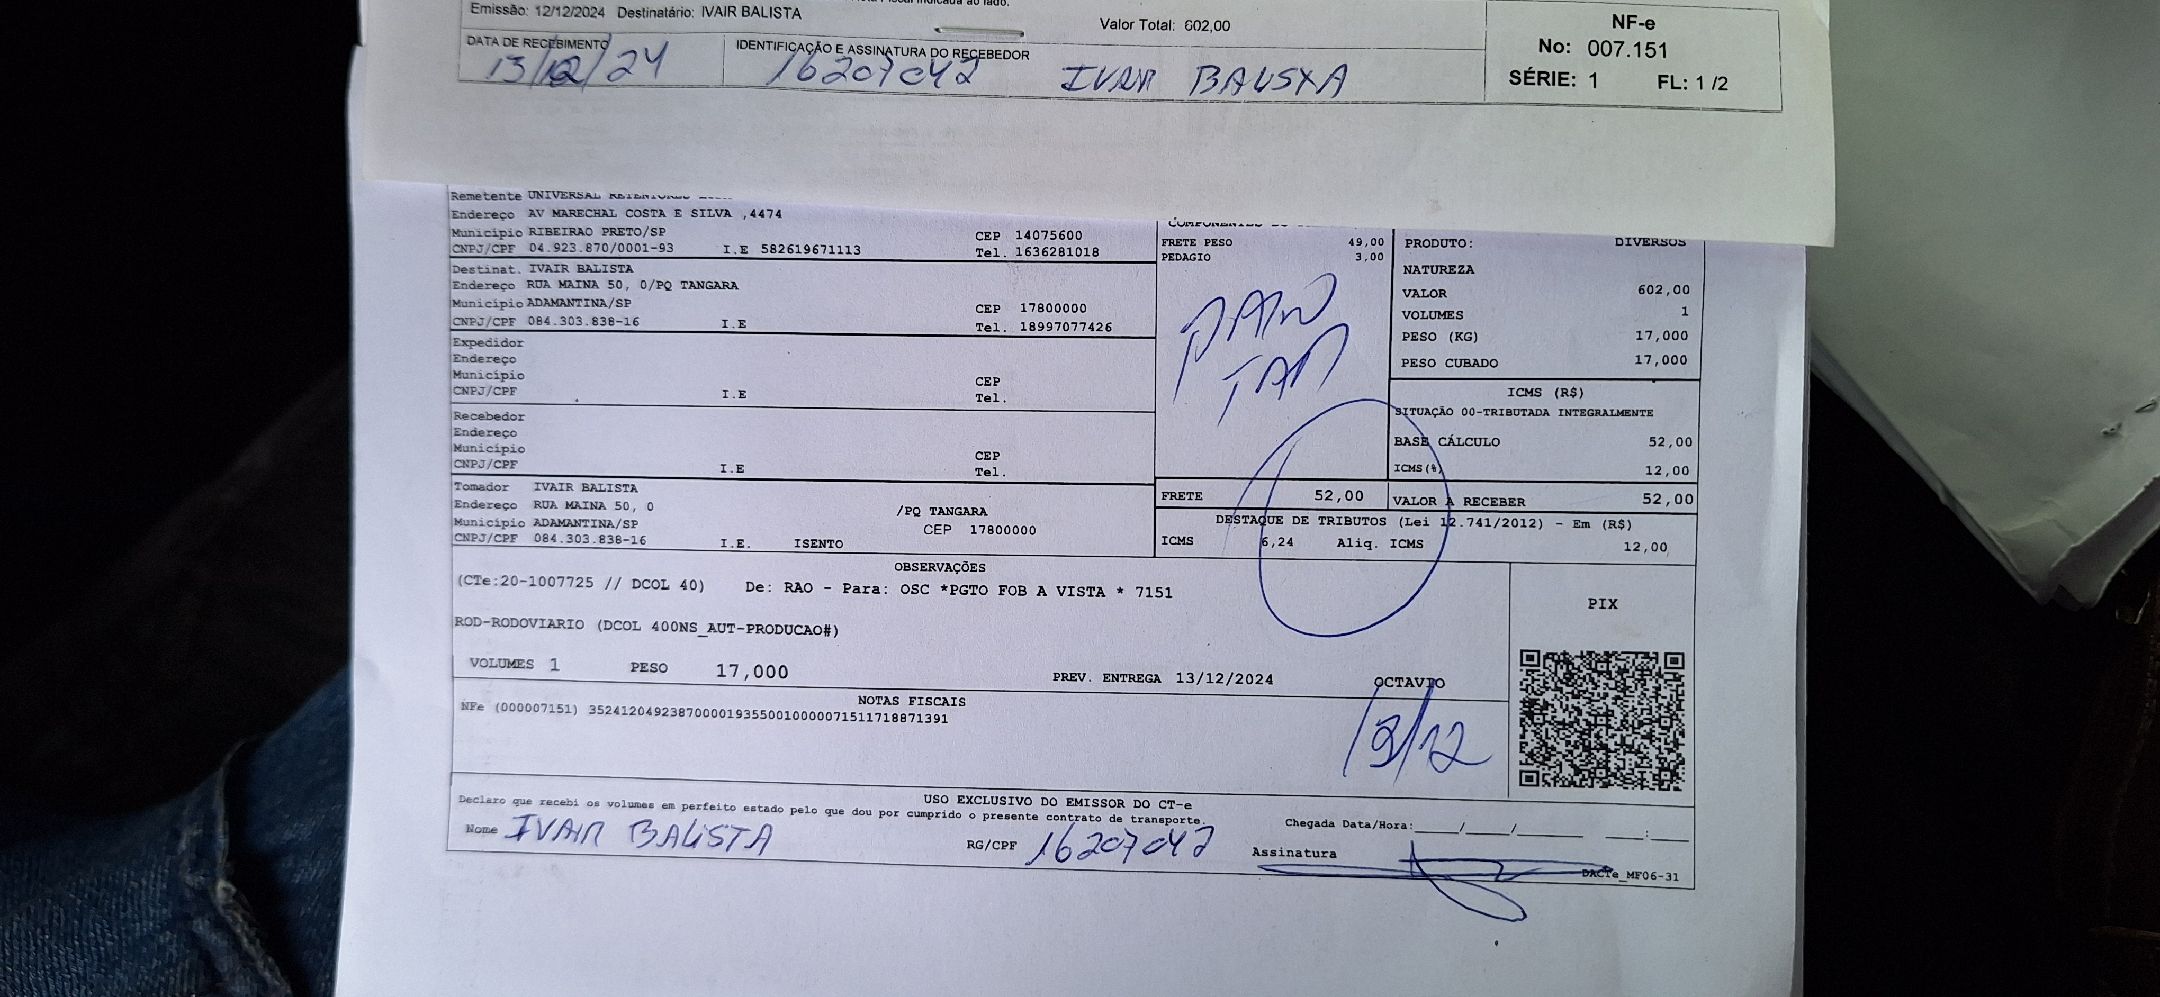 Emissão: 12/12/2024 Destinatário: IVAIR BALISTA
Valor Total: 602,00
NF-e
No: 007.151
SÉRIE: 1 FL: 1 /2
DATA DE RECEBIMENTO
13/12/24
IDENTIFICAÇÃO E ASSINATURA DO RECEBEDOR
16207042 IVAIR BALISTA
Remetente UNIVERSAL RETENTORES
Endereço AV MARECHAL COSTA E SILVA ,4474
Município RIBEIRAO PRETO/SP CEP 14075600
CNPJ/CPF 04.923.870/0001-93 I.E 582619671113 Tel. 1636281018
Destinat. IVAIR BALISTA
Endereço RUA MAINA 50, 0/PQ TANGARA
Município ADAMANTINA/SP CEP 17800000
CNPJ/CPF 084.303.838-16 I.E Tel. 18997077426
Expedidor
Endereço
Município CEP
CNPJ/CPF I.E Tel.
Recebedor
Endereço
Município CEP
CNPJ/CPF I.E Tel.
Tomador IVAIR BALISTA
Endereço RUA MAINA 50, 0 /PQ TANGARA
Município ADAMANTINA/SP CEP 17800000
CNPJ/CPF 084.303.838-16 I.E. ISENTO
FRETE PESO 49,00
PEDAGIO 3,00
FRETE 52,00
PRODUTO: DIVERSOS
NATUREZA
VALOR 602,00
VOLUMES 1
PESO (KG) 17,000
PESO CUBADO 17,000
ICMS (R$)
SITUAÇÃO 00-TRIBUTADA INTEGRALMENTE
BASE CÁLCULO 52,00
ICMS(%) 12,00
VALOR A RECEBER 52,00
DESTAQUE DE TRIBUTOS (Lei 12.741/2012) - Em (R$)
ICMS 6,24 Aliq. ICMS 12,00
OBSERVAÇÕES
(CTe:20-1007725 // DCOL 40) De: RAO - Para: OSC *PGTO FOB A VISTA * 7151
ROD-RODOVIARIO (DCOL 400NS_AUT-PRODUCAO#)
PIX
VOLUMES 1 PESO 17,000 PREV. ENTREGA 13/12/2024 OCTAVIO
NOTAS FISCAIS
NFe (000007151) 35241204923870000193550010000071511718871391
13/12
USO EXCLUSIVO DO EMISSOR DO CT-e
Declaro que recebi os volumes em perfeito estado pelo que dou por cumprido o presente contrato de transporte.
Chegada Data/Hora:____/____/______ ____:____
Nome IVAIR BALISTA RG/CPF 16207042 Assinatura
DACTe_MF06-31